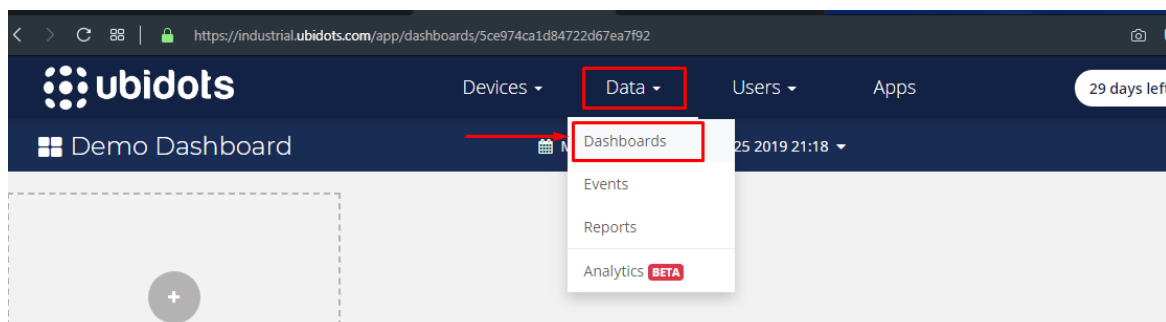 https://industrial.ubidots.com/app/dashboards/5ce974ca1d84722d67ea7f92
ubidots
Devices
Data
Users
Apps
29 days left
Demo Dashboard
25 2019 21:18
Dashboards
Events
Reports
Analytics BETA